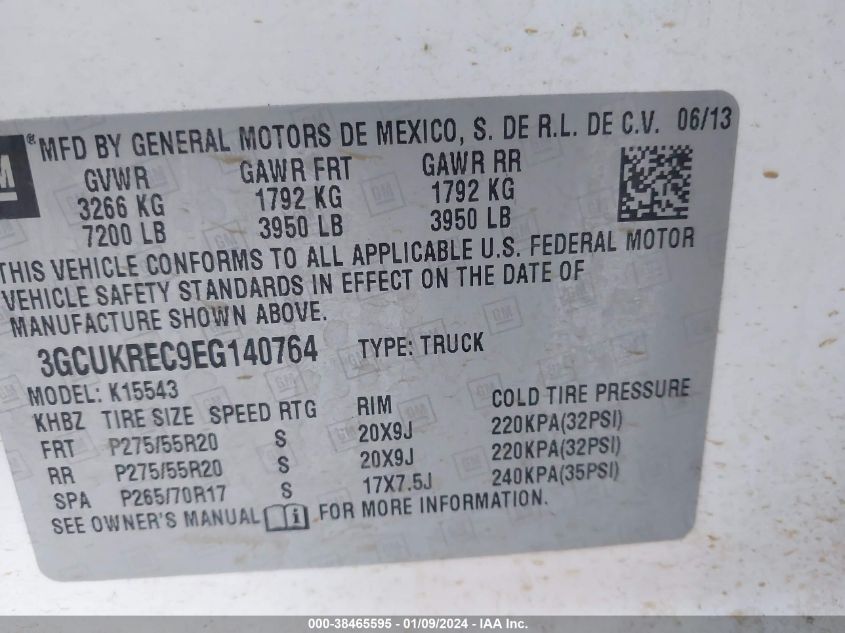 ® MFD BY GENERAL MOTORS DE MEXICO, S. DE R.L. DE C.V. 06/13
GVWR GAWR FRT GAWR RR
3266 KG 1792 KG 1792 KG
7200 LB 3950 LB 3950 LB
THIS VEHICLE CONFORMS TO ALL APPLICABLE U.S. FEDERAL MOTOR
VEHICLE SAFETY STANDARDS IN EFFECT ON THE DATE OF
MANUFACTURE SHOWN ABOVE.
3GCUKREC9EG140764 TYPE: TRUCK
MODEL: K15543
KHBZ TIRE SIZE SPEED RTG RIM COLD TIRE PRESSURE
FRT P275/55R20 S 20X9J 220KPA(32PSI)
RR P275/55R20 S 20X9J 220KPA(32PSI)
SPA P265/70R17 S 17X7.5J 240KPA(35PSI)
SEE OWNER'S MANUAL i FOR MORE INFORMATION.
000-38465595 - 01/09/2024 - IAA Inc.